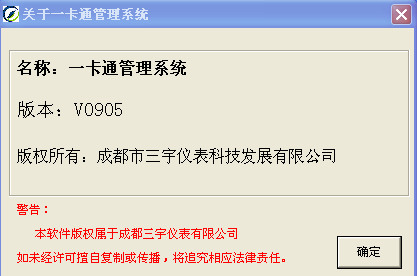 关于一卡通管理系统
名称：一卡通管理系统
版本：V0905
版权所有：成都市三宇仪表科技发展有限公司
警告：
本软件版权属于成都三宇仪表有限公司
如未经许可擅自复制或传播，将追究相应法律责任。
确定